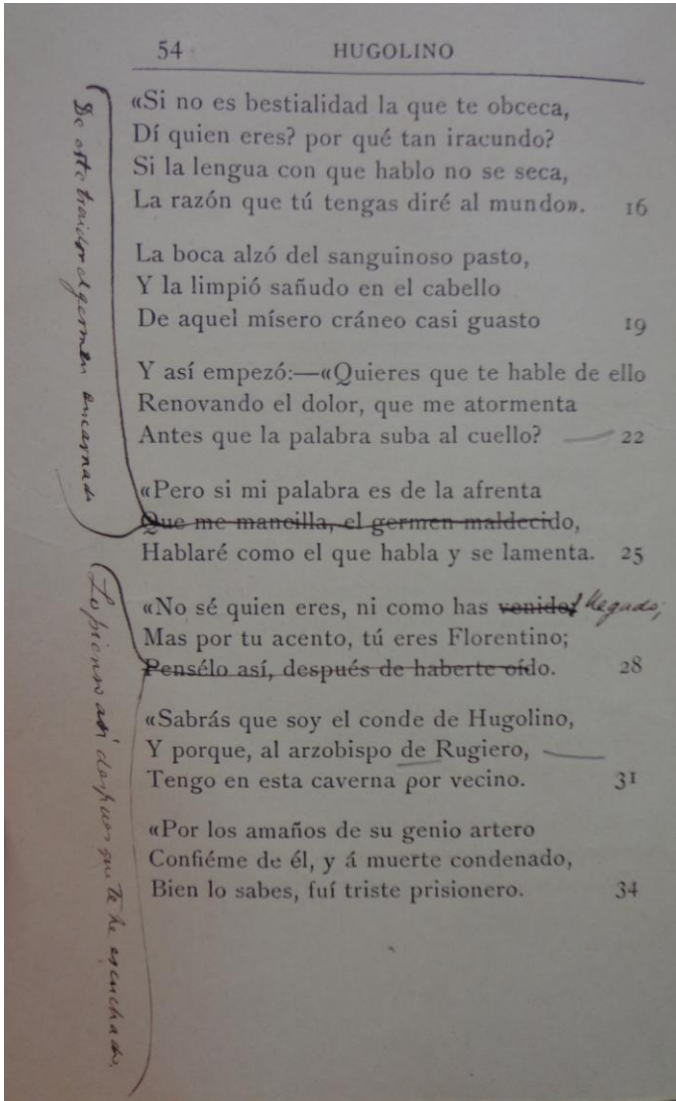 54 HUGOLINO
«Si no es bestialidad la que te obceca,
Dí quien eres? por qué tan iracundo?
Si la lengua con que hablo no se seca,
La razón que tú tengas diré al mundo». 16
La boca alzó del sanguinoso pasto,
Y la limpió sañudo en el cabello
De aquel mísero cráneo casi guasto 19
Y así empezó:—«Quieres que te hable de ello
Renovando el dolor, que me atormenta
Antes que la palabra suba al cuello? 22
«Pero si mi palabra es de la afrenta
Que me mancilla, el germen maldecido,
Hablaré como el que habla y se lamenta. 25
«No sé quien eres, ni como has venido; llegado;
Mas por tu acento, tú eres Florentino;
Pensélo así, después de haberte oído. 28
«Sabrás que soy el conde de Hugolino,
Y porque, al arzobispo de Rugiero,
Tengo en esta caverna por vecino. 31
«Por los amaños de su genio artero
Confiéme de él, y á muerte condenado,
Bien lo sabes, fuí triste prisionero. 34
De este traidor el germen encarnado
Lo pienso así despues que te he escuchado.